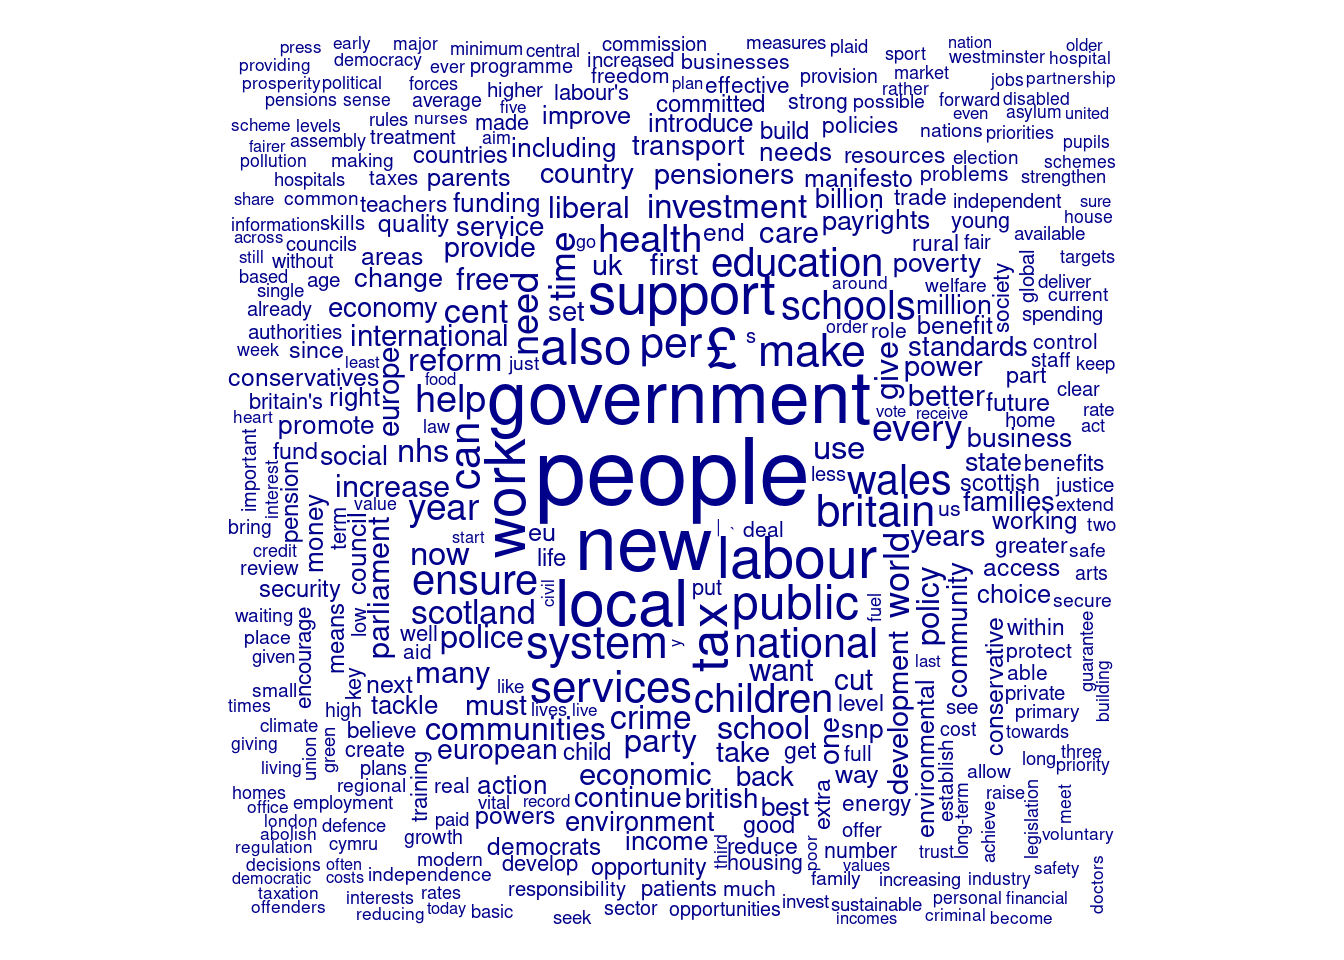 press early major minimum central commission measures plaid sport nation westminster older hospital
providing democracy ever programme increased businesses
prosperity political forces higher labour's freedom plan effective provision market rather jobs partnership
pensions sense average five committed strong possible forward disabled
scheme levels rules nurses made improve introduce build policies even asylum united
fairer assembly treatment aim including transport needs nations priorities pupils
pollution making countries country pensioners resources election schemes
hospitals taxes parents manifesto problems strengthen
share common teachers funding liberal investment billion trade independent sure
information skills quality service payrights young house
across councils provide time go health end care rural fair available
still without areas uk first education poverty society global targets
based age change free need support around welfare deliver
single schools million current
already economy cent set spending
authorities international also per £ s make order role benefit standards control
week since least reform just give power part staff keep
conservatives europe food help government better future clear
britain's right vote receive home rate
heart promote law can every act
important fund social nhs work people use business
interest pension increase less wales state benefits
money term value year britain us scottish justice
bring council parliament start eu new | ` deal families extend
credit now life labour world years working two
review ensure greater safe
security low civil local put public fuel policy community access arts
waiting means scotland choice secure
place encourage well police system y tax national within guarantee
given key aid last conservative protect
small next many like services children want cut development environmental able building
times high tackle must lives live level see private
climate believe communities crime school one snp cost primary
giving union green create european child party take get full establish towards
living plans economic back way allow long three
homes regional training real action continue british best extra energy long-term raise priority
office employment vital record achieve legislation meet
london paid powers environment good offer voluntary
abolish defence growth democrats income third reduce poor number trust
regulation cymru modern develop opportunity housing values
decisions often independence family increasing industry safety
democratic costs responsibility patients much doctors
taxation interests rates invest sustainable personal financial
offenders reducing today basic seek sector opportunities incomes criminal become